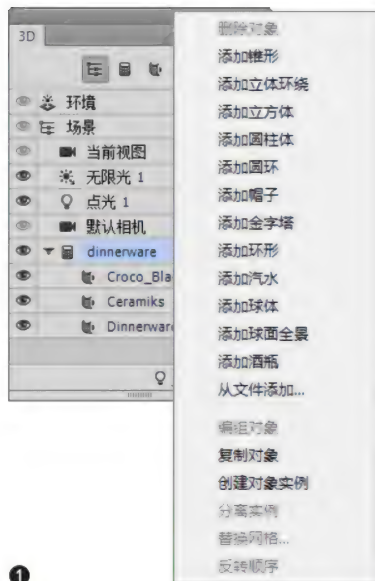 3D
环境
场景
当前视图
无限光 1
点光 1
默认相机
dinnerware
Croco_Bla
Ceramiks
Dinnerwar
删除对象
添加锥形
添加立体环绕
添加立方体
添加圆柱体
添加圆环
添加帽子
添加金字塔
添加环形
添加汽水
添加球体
添加球面全景
添加酒瓶
从文件添加...
编组对象
复制对象
创建对象实例
分离实例
替换网格...
反转顺序
❶